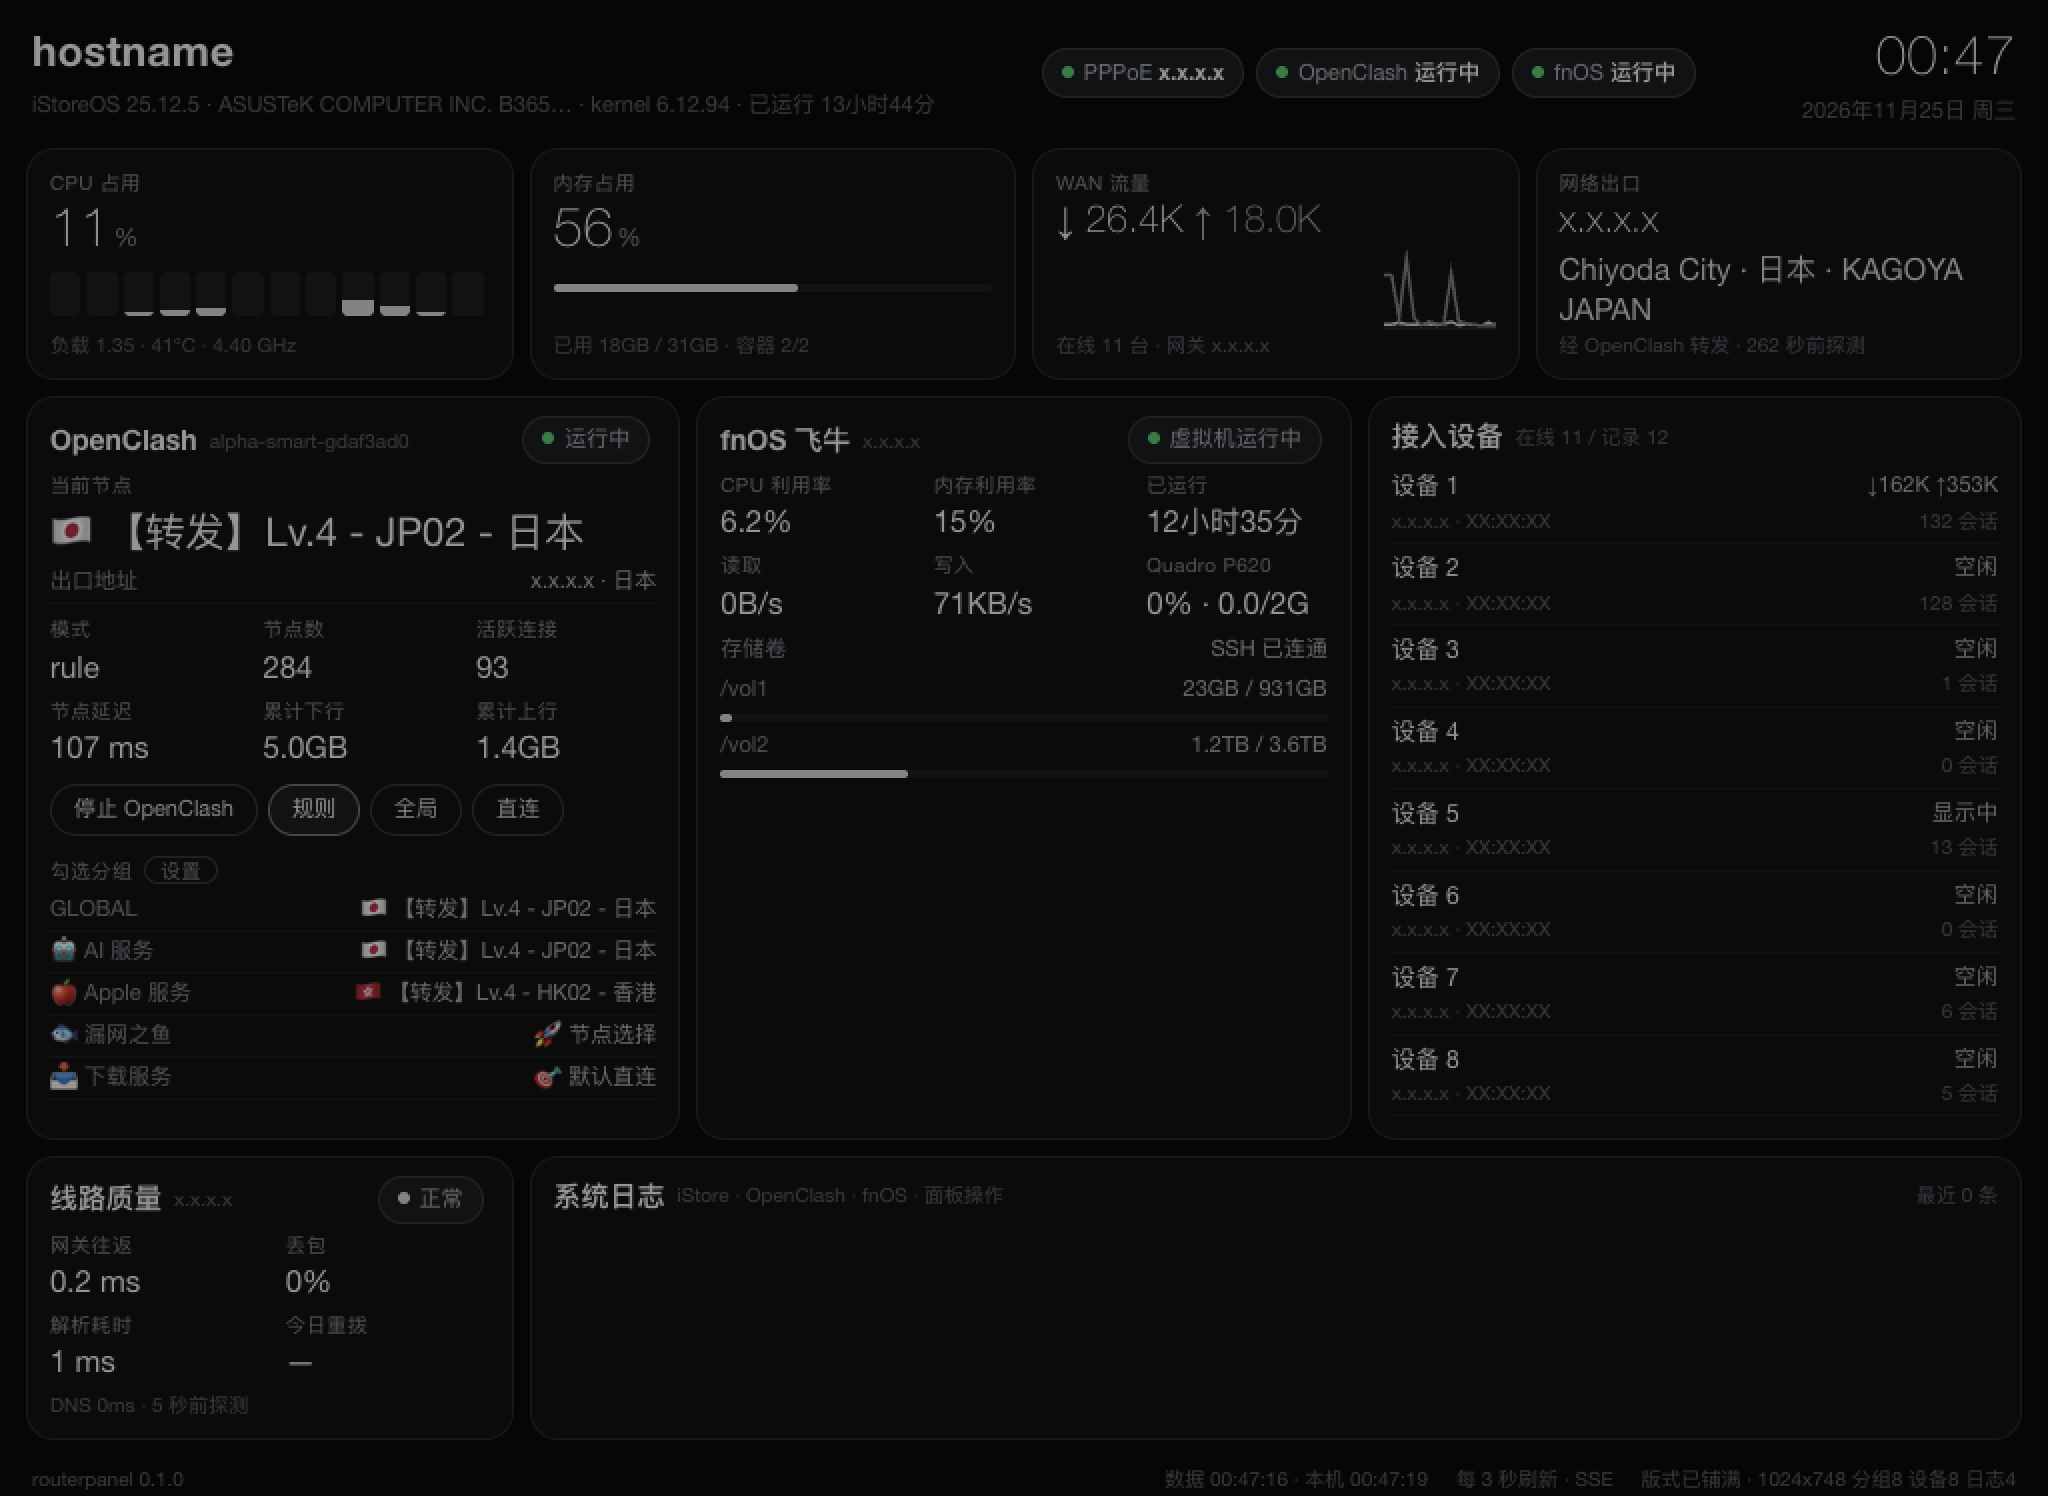 hostname
iStoreOS 25.12.5 · ASUSTeK COMPUTER INC. B365... · kernel 6.12.94 · 已运行 13小时44分
PPPoE x.x.x.x
OpenClash 运行中
fnOS 运行中
00:47
2026年11月25日 周三
CPU 占用
11 %
负载 1.35 · 41°C · 4.40 GHz
内存占用
56 %
已用 18GB / 31GB · 容器 2/2
WAN 流量
↓ 26.4K ↑ 18.0K
在线 11 台 · 网关 x.x.x.x
网络出口
x.x.x.x
Chiyoda City · 日本 · KAGOYA
JAPAN
经 OpenClash 转发 · 262 秒前探测
OpenClash alpha-smart-gdaf3ad0 运行中
当前节点
🇯🇵 【转发】Lv.4 - JP02 - 日本
出口地址 x.x.x.x · 日本
模式 节点数 活跃连接
rule 284 93
节点延迟 累计下行 累计上行
107 ms 5.0GB 1.4GB
停止 OpenClash 规则 全局 直连
勾选分组 设置
GLOBAL 🇯🇵 【转发】Lv.4 - JP02 - 日本
🤖 AI 服务 🇯🇵 【转发】Lv.4 - JP02 - 日本
🍎 Apple 服务 🇭🇰 【转发】Lv.4 - HK02 - 香港
🐟 漏网之鱼 🚀 节点选择
📥 下载服务 🎯 默认直连
fnOS 飞牛 x.x.x.x 虚拟机运行中
CPU 利用率 内存利用率 已运行
6.2% 15% 12小时35分
读取 写入 Quadro P620
0B/s 71KB/s 0% · 0.0/2G
存储卷 SSH 已连通
/vol1 23GB / 931GB
/vol2 1.2TB / 3.6TB
接入设备 在线 11 / 记录 12
设备 1 ↓162K ↑353K
x.x.x.x · XX:XX:XX 132 会话
设备 2 空闲
x.x.x.x · XX:XX:XX 128 会话
设备 3 空闲
x.x.x.x · XX:XX:XX 1 会话
设备 4 空闲
x.x.x.x · XX:XX:XX 0 会话
设备 5 显示中
x.x.x.x · XX:XX:XX 13 会话
设备 6 空闲
x.x.x.x · XX:XX:XX 0 会话
设备 7 空闲
x.x.x.x · XX:XX:XX 6 会话
设备 8 空闲
x.x.x.x · XX:XX:XX 5 会话
线路质量 x.x.x.x 正常
网关往返 丢包
0.2 ms 0%
解析耗时 今日重拨
1 ms —
DNS 0ms · 5 秒前探测
系统日志 iStore · OpenClash · fnOS · 面板操作 最近 0 条
routerpanel 0.1.0
数据 00:47:16 · 本机 00:47:19 每 3 秒刷新 · SSE 版式已铺满 · 1024x748 分组8 设备8 日志4